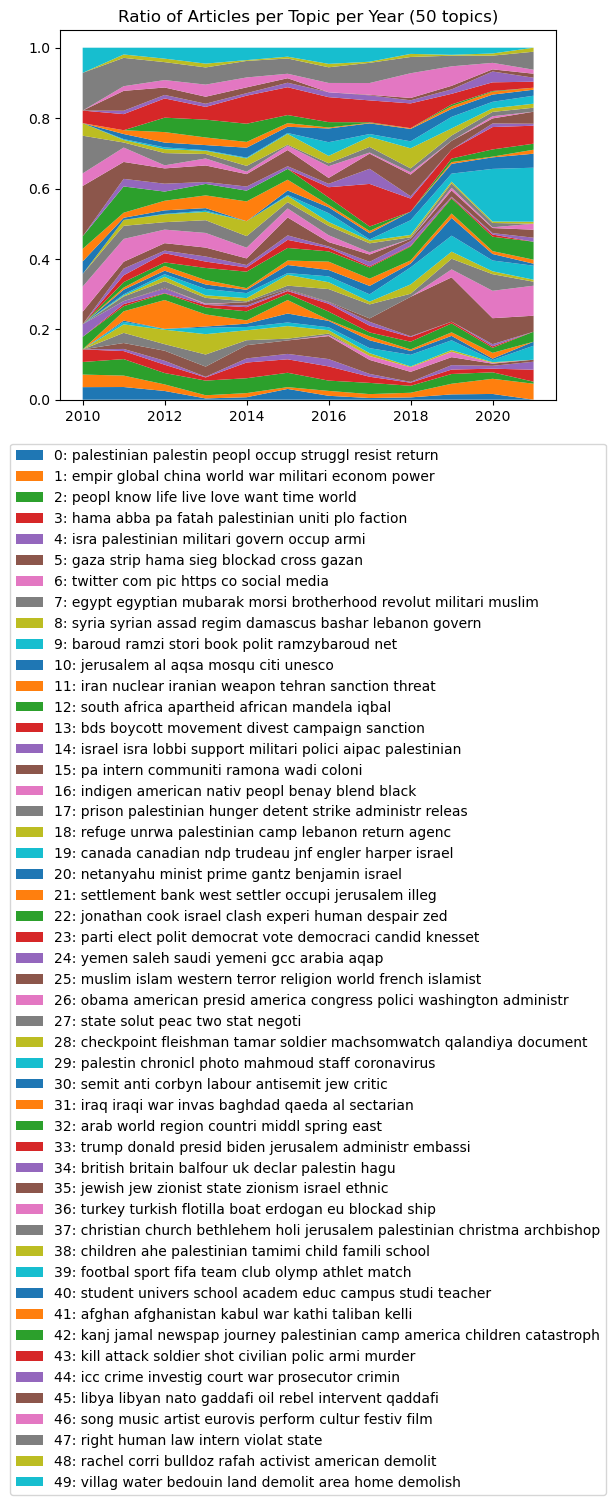 Ratio of Articles per Topic per Year (50 topics)
1.0
0.8
0.6
0.4
0.2
0.0
2010 2012 2014 2016 2018 2020
0: palestinian palestin peopl occup struggl resist return
1: empir global china world war militari econom power
2: peopl know life live love want time world
3: hama abba pa fatah palestinian uniti plo faction
4: isra palestinian militari govern occup armi
5: gaza strip hama sieg blockad cross gazan
6: twitter com pic https co social media
7: egypt egyptian mubarak morsi brotherhood revolut militari muslim
8: syria syrian assad regim damascus bashar lebanon govern
9: baroud ramzi stori book polit ramzybaroud net
10: jerusalem al aqsa mosqu citi unesco
11: iran nuclear iranian weapon tehran sanction threat
12: south africa apartheid african mandela iqbal
13: bds boycott movement divest campaign sanction
14: israel isra lobbi support militari polici aipac palestinian
15: pa intern communiti ramona wadi coloni
16: indigen american nativ peopl benay blend black
17: prison palestinian hunger detent strike administr releas
18: refuge unrwa palestinian camp lebanon return agenc
19: canada canadian ndp trudeau jnf engler harper israel
20: netanyahu minist prime gantz benjamin israel
21: settlement bank west settler occupi jerusalem illeg
22: jonathan cook israel clash experi human despair zed
23: parti elect polit democrat vote democraci candid knesset
24: yemen saleh saudi yemeni gcc arabia aqap
25: muslim islam western terror religion world french islamist
26: obama american presid america congress polici washington administr
27: state solut peac two stat negoti
28: checkpoint fleishman tamar soldier machsomwatch qalandiya document
29: palestin chronicl photo mahmoud staff coronavirus
30: semit anti corbyn labour antisemit jew critic
31: iraq iraqi war invas baghdad qaeda al sectarian
32: arab world region countri middl spring east
33: trump donald presid biden jerusalem administr embassi
34: british britain balfour uk declar palestin hagu
35: jewish jew zionist state zionism israel ethnic
36: turkey turkish flotilla boat erdogan eu blockad ship
37: christian church bethlehem holi jerusalem palestinian christma archbishop
38: children ahe palestinian tamimi child famili school
39: footbal sport fifa team club olymp athlet match
40: student univers school academ educ campus studi teacher
41: afghan afghanistan kabul war kathi taliban kelli
42: kanj jamal newspap journey palestinian camp america children catastroph
43: kill attack soldier shot civilian polic armi murder
44: icc crime investig court war prosecutor crimin
45: libya libyan nato gaddafi oil rebel intervent qaddafi
46: song music artist eurovis perform cultur festiv film
47: right human law intern violat state
48: rachel corri bulldoz rafah activist american demolit
49: villag water bedouin land demolit area home demolish